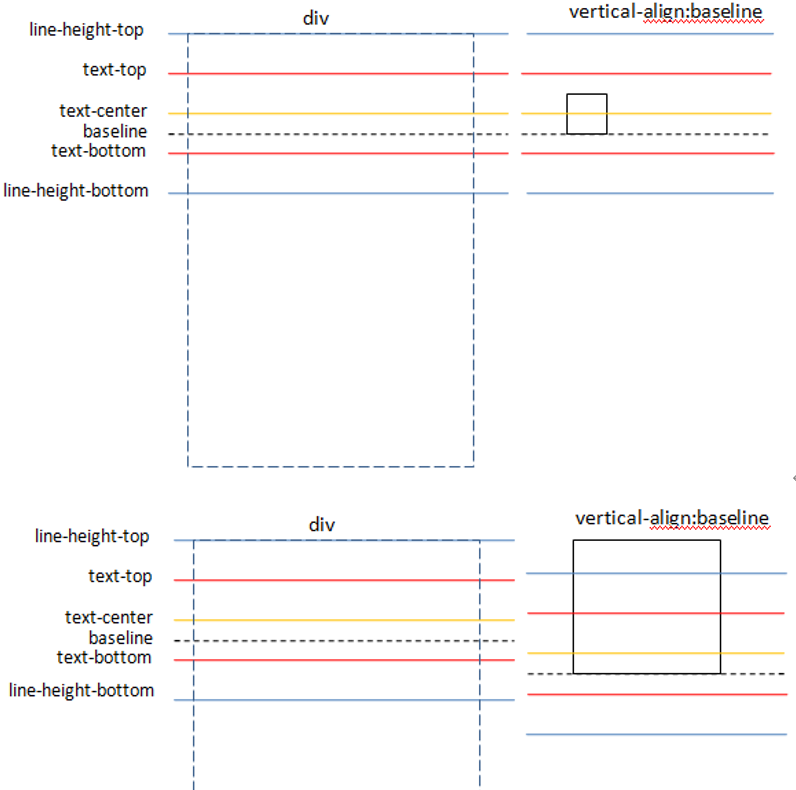 div
vertical-align:baseline
line-height-top
text-top
text-center
baseline
text-bottom
line-height-bottom
div
vertical-align:baseline
line-height-top
text-top
text-center
baseline
text-bottom
line-height-bottom